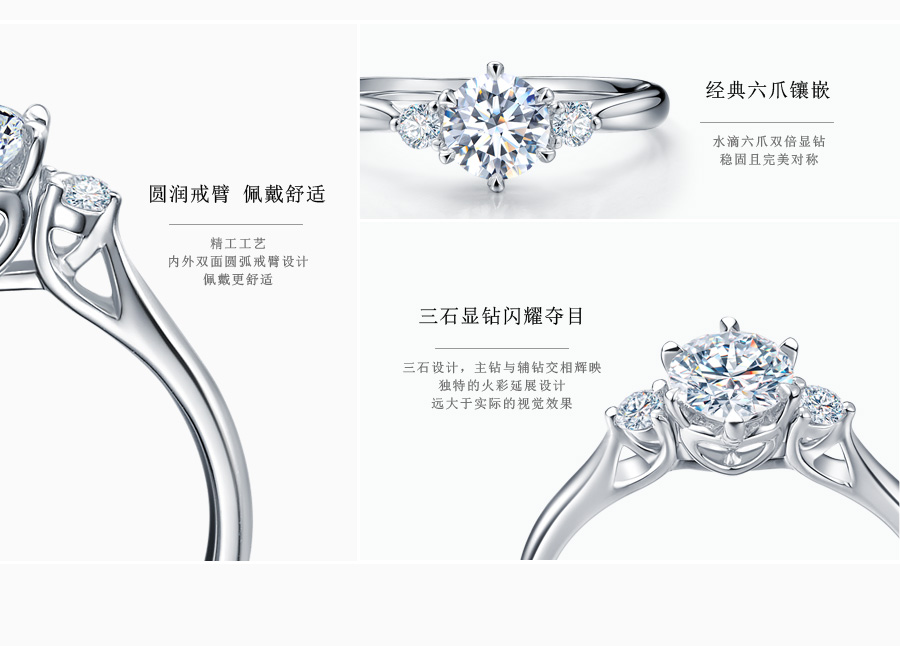 圆润戒臂 佩戴舒适
精工工艺
内外双面圆弧戒臂设计
佩戴更舒适
经典六爪镶嵌
水滴六爪双倍显钻
稳固且完美对称
三石显钻闪耀夺目
三石设计，主钻与辅钻交相辉映
独特的火彩延展设计
远大于实际的视觉效果